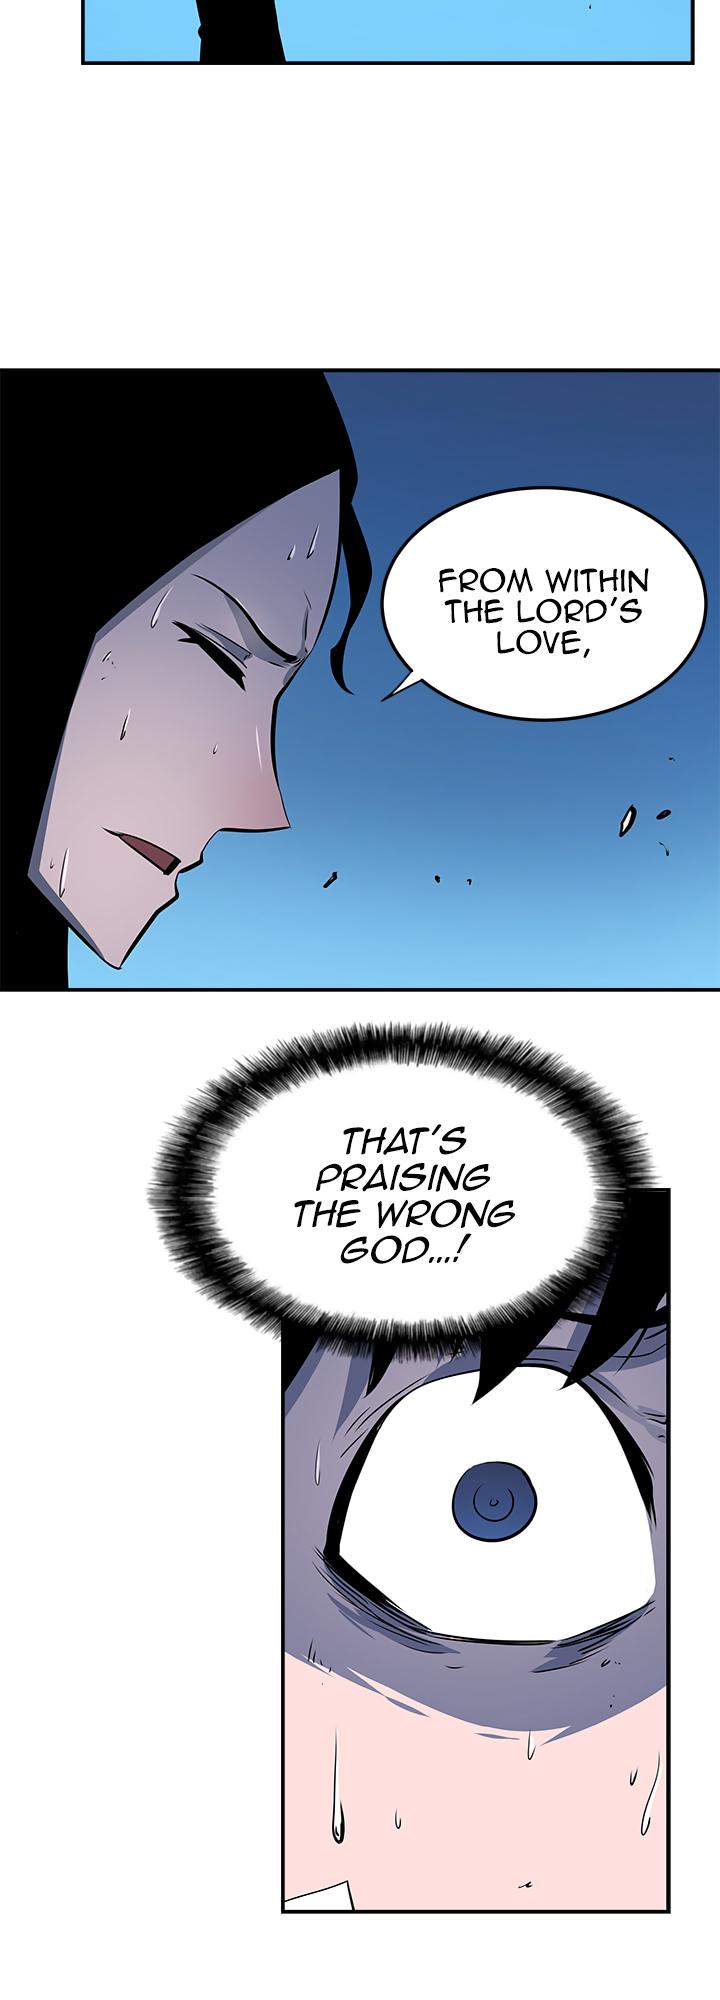 FROM WITHIN
THE LORD'S
LOVE,
THAT'S
PRAISING
THE WRONG
GOD...!